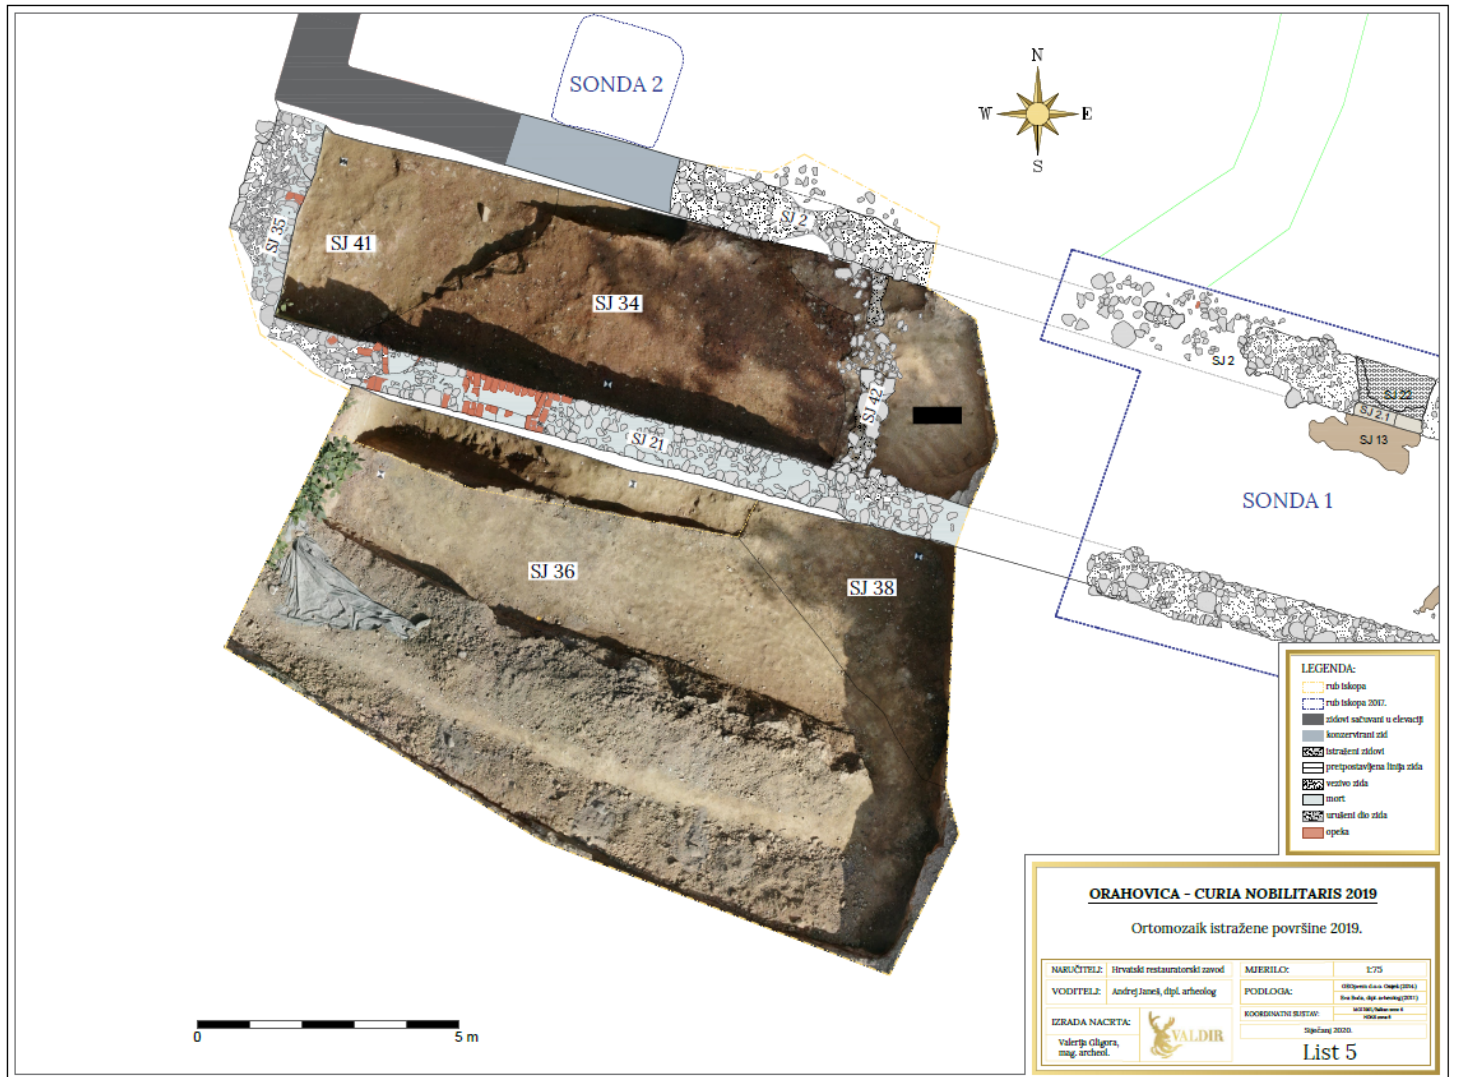 SONDA 2
N
W
E
S
SJ 35
SJ 41
SJ 2
SJ 34
SJ 42
SJ 21
SJ 36
SJ 38
SJ 2
SJ 22
SJ 2.1
SJ 13
SONDA 1
LEGENDA:
rub iskopa
rub iskopa 2017.
zidovi sačuvani u elevaciji
konzervirani zid
istraženi zidovi
pretpostavljena linija zida
vezivo zida
mort
urušeni dio zida
opeka
0
5 m
ORAHOVICA - CURIA NOBILITARIS 2019
Ortomozaik istražene površine 2019.
NARUČITELJ: Hrvatski restauratorski zavod
MJERILO: 1:75
VODITELJ: Andrej Janeš, dipl. arheolog
PODLOGA:
KOORDINATNI SUSTAV:
IZRADA NACRTA:
Valerija Gligora,
mag. archeol.
VALDIR
Siječanj 2020.
List 5